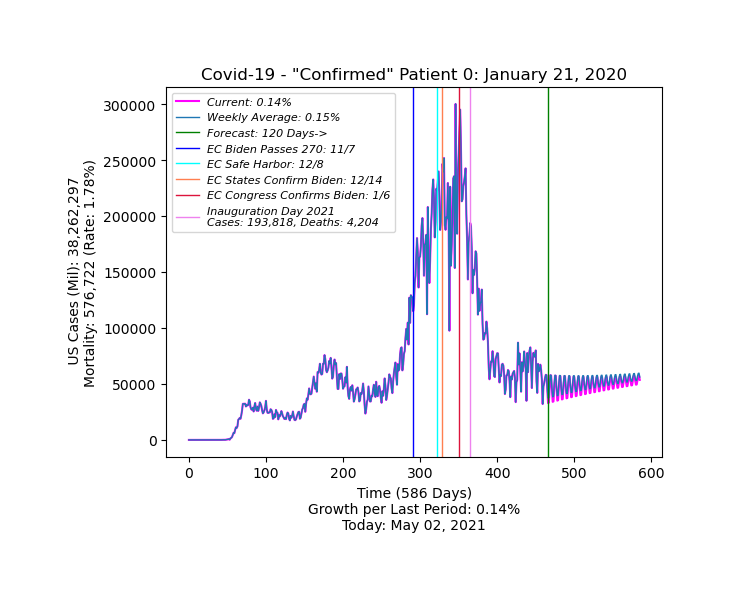 Covid-19 - "Confirmed" Patient 0: January 21, 2020
300000
250000
200000
150000
100000
50000
0
US Cases (Mil): 38,262,297
Mortality: 576,722 (Rate: 1.78%)
Current: 0.14%
Weekly Average: 0.15%
Forecast: 120 Days->
EC Biden Passes 270: 11/7
EC Safe Harbor: 12/8
EC States Confirm Biden: 12/14
EC Congress Confirms Biden: 1/6
Inauguration Day 2021
Cases: 193,818, Deaths: 4,204
0 100 200 300 400 500 600
Time (586 Days)
Growth per Last Period: 0.14%
Today: May 02, 2021